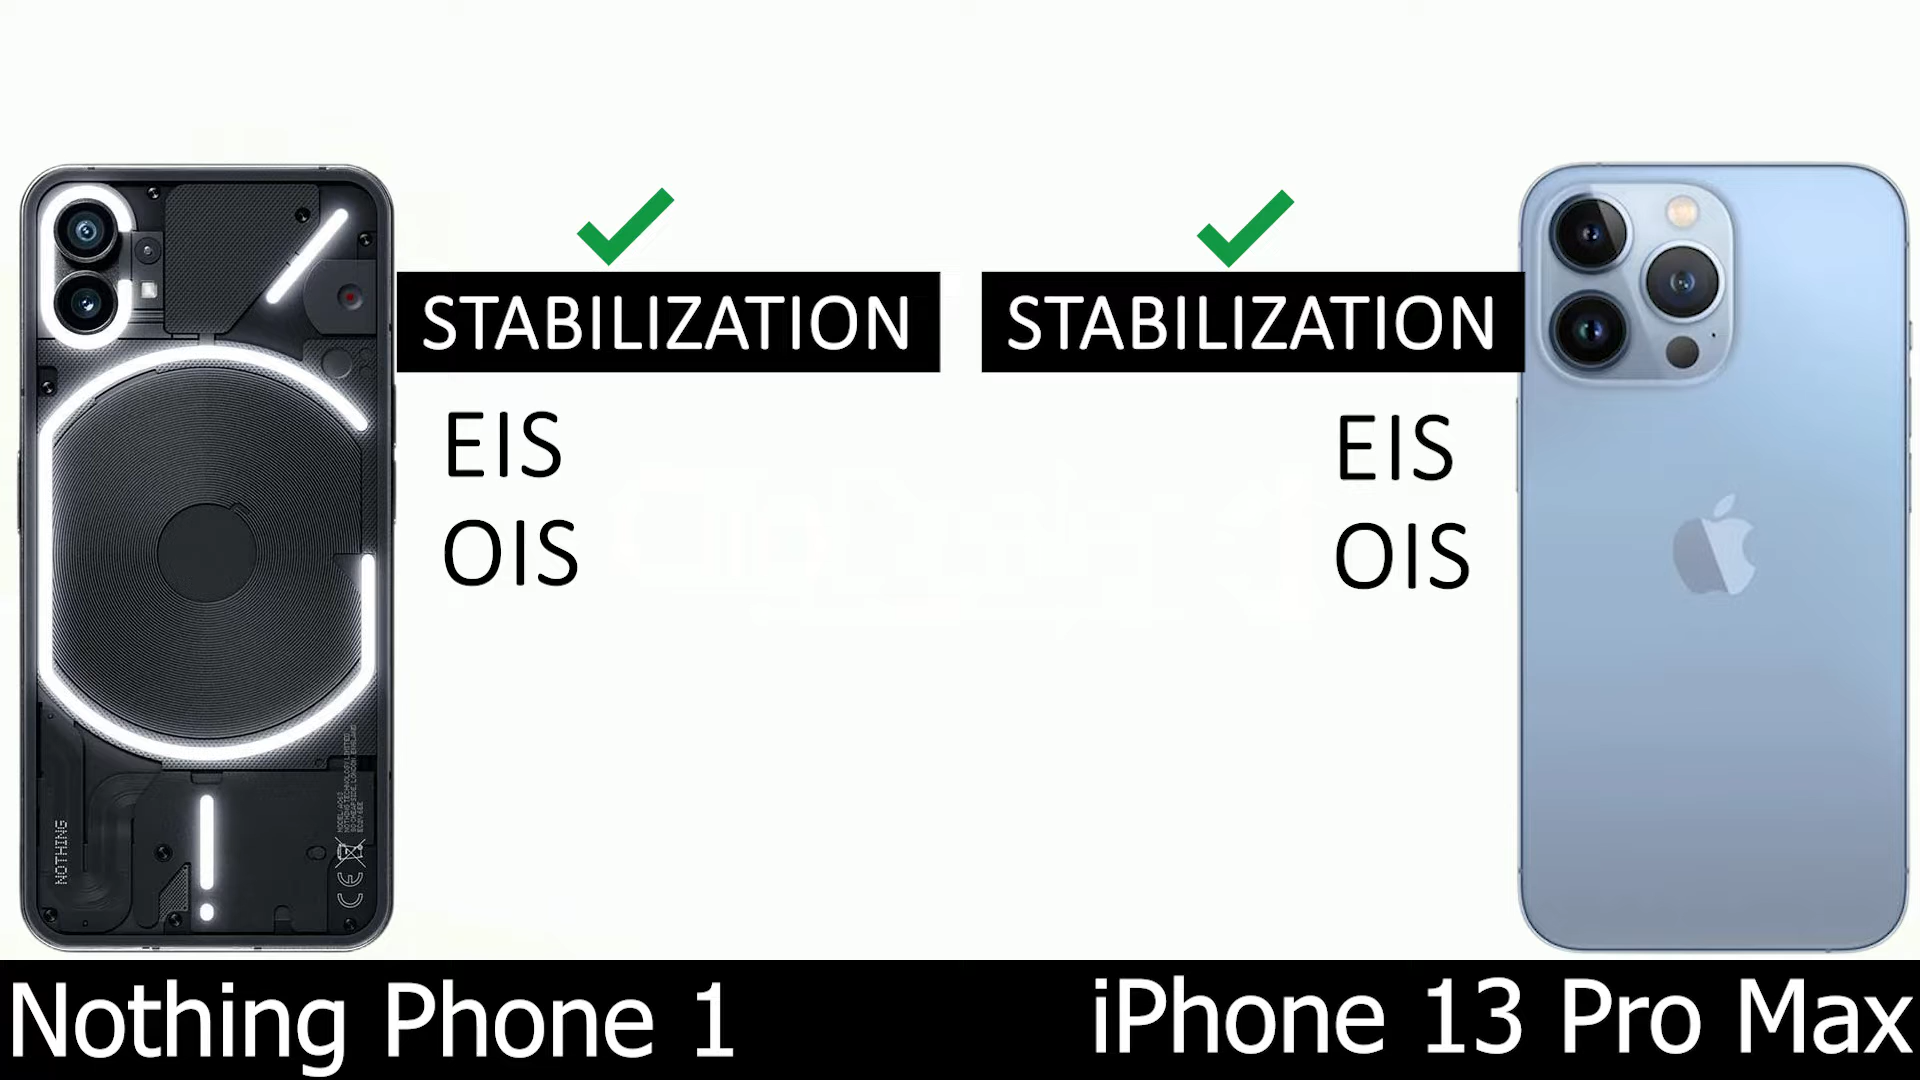 STABILIZATION
EIS
OIS
STABILIZATION
EIS
OIS
NOTHING
Nothing Phone 1
iPhone 13 Pro Max